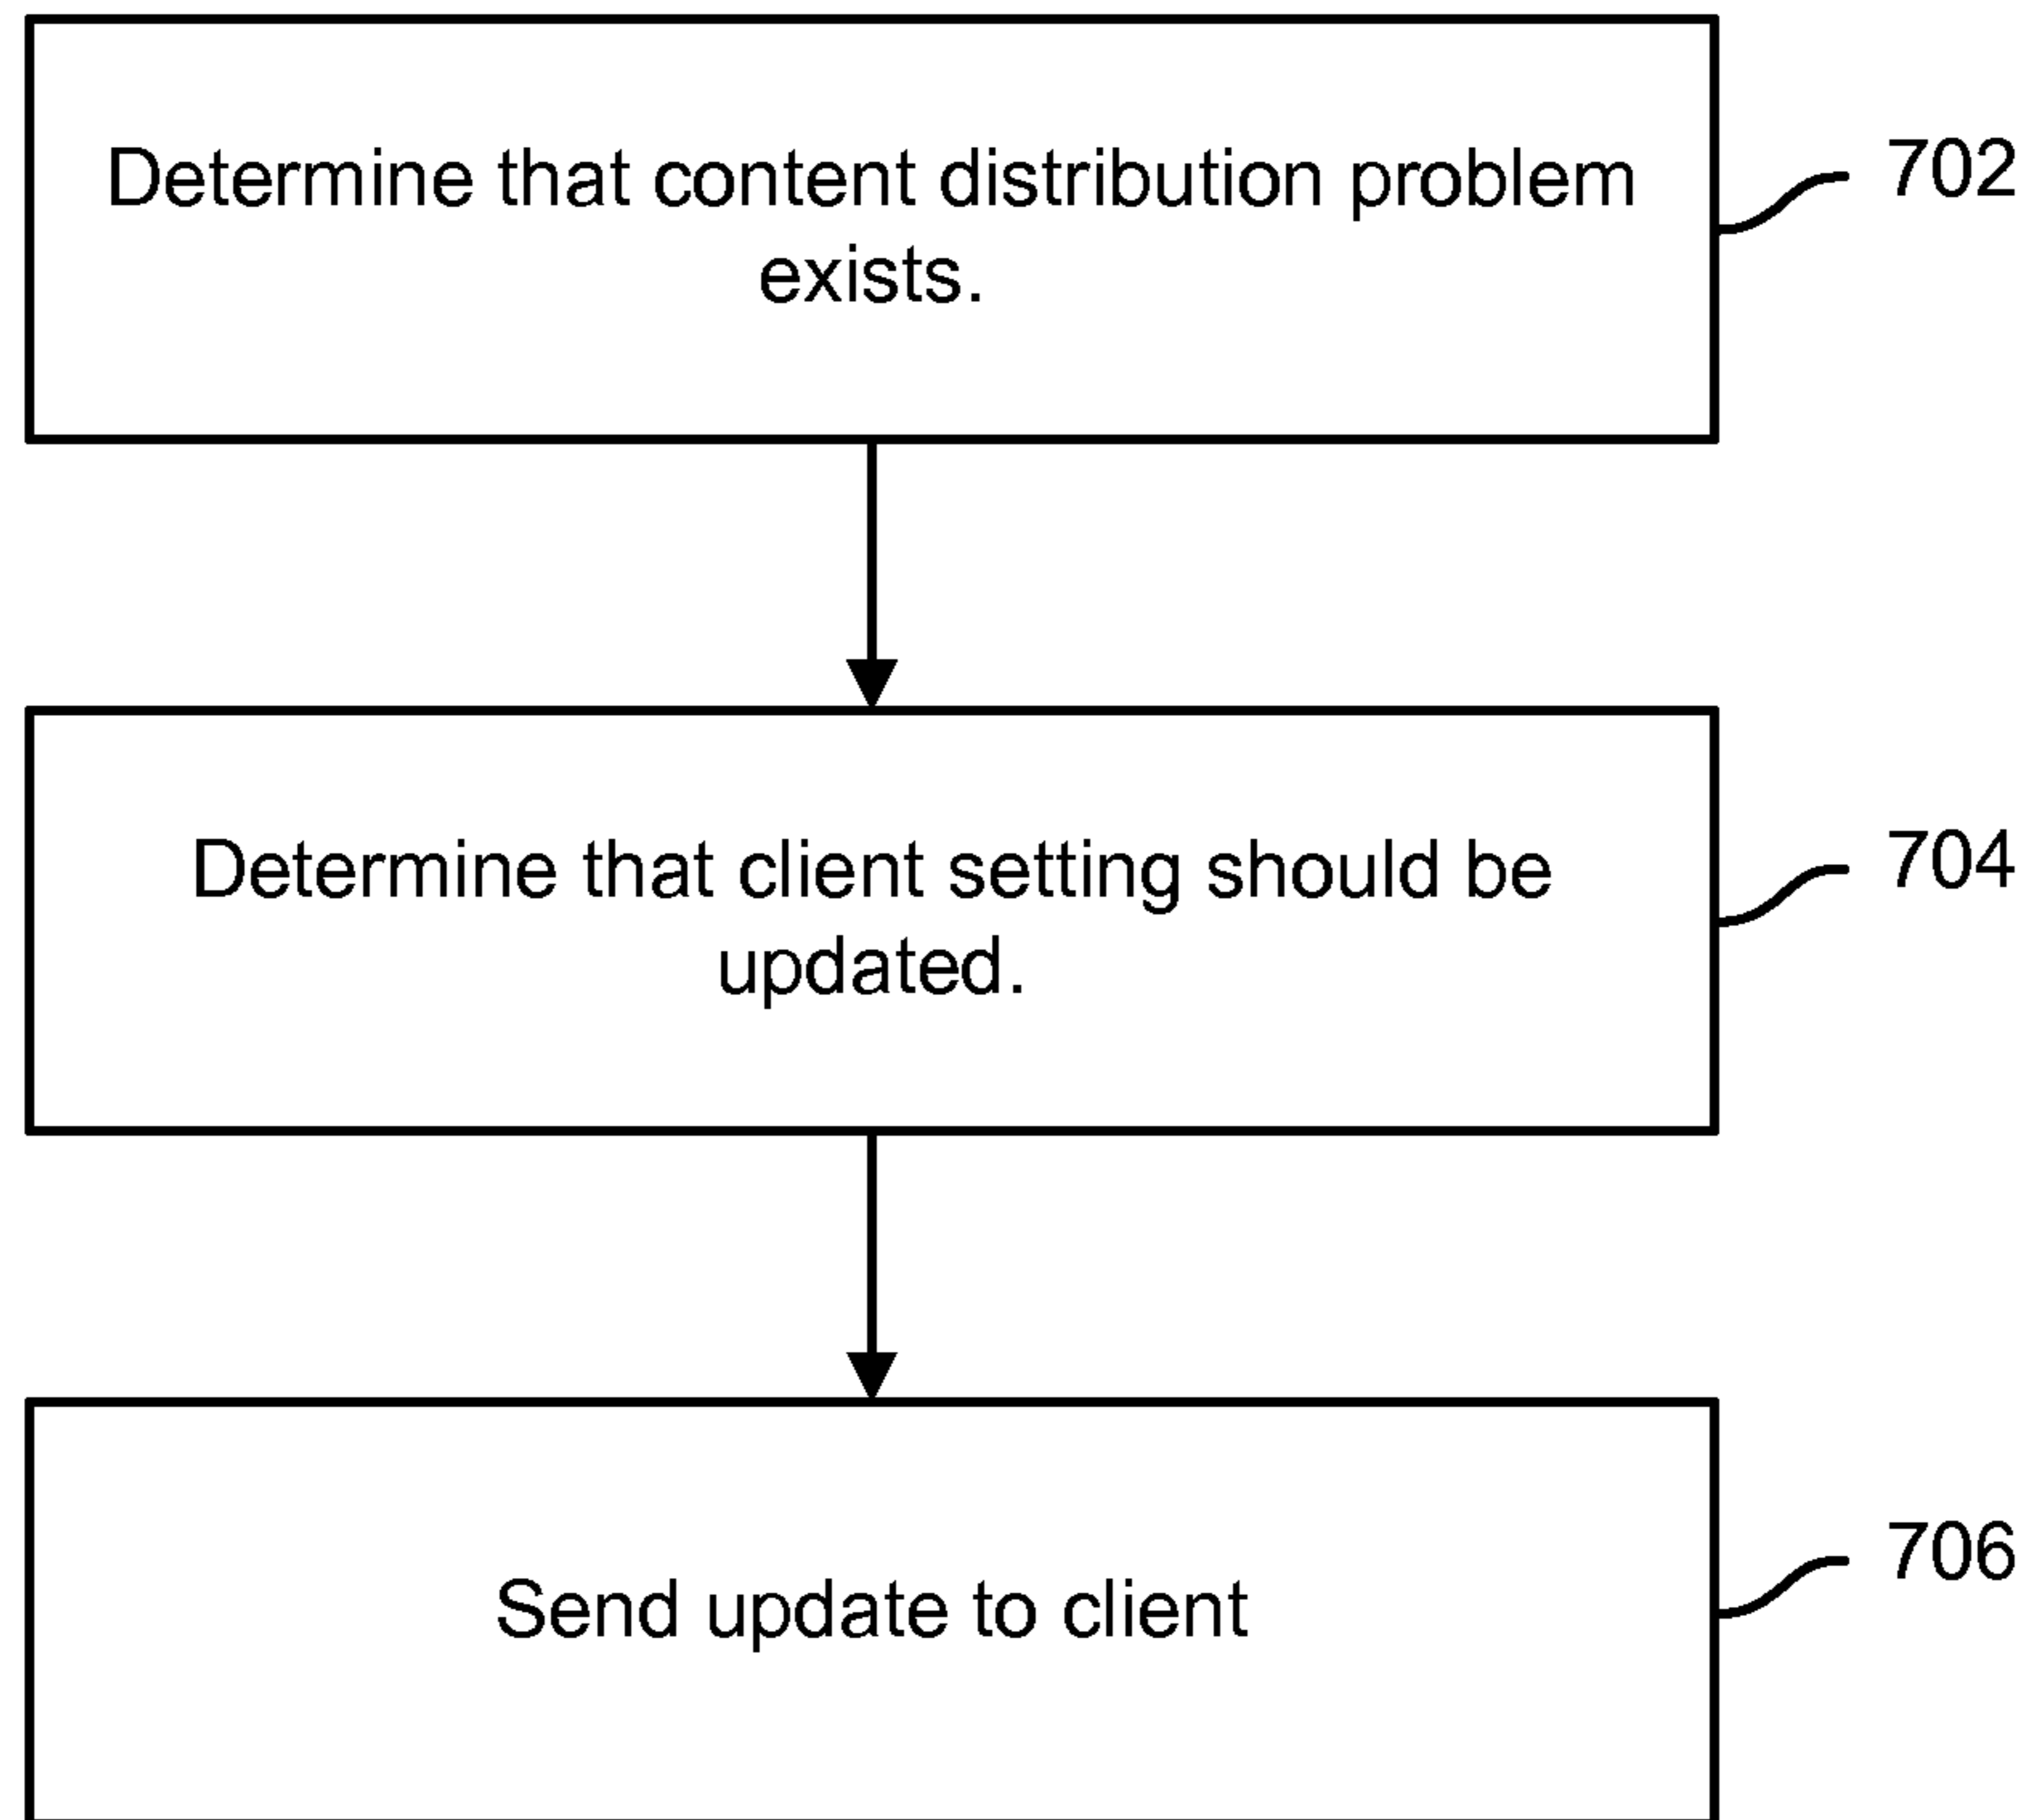 Determine that content distribution problem
exists.
702
Determine that client setting should be
updated.
704
Send update to client
706